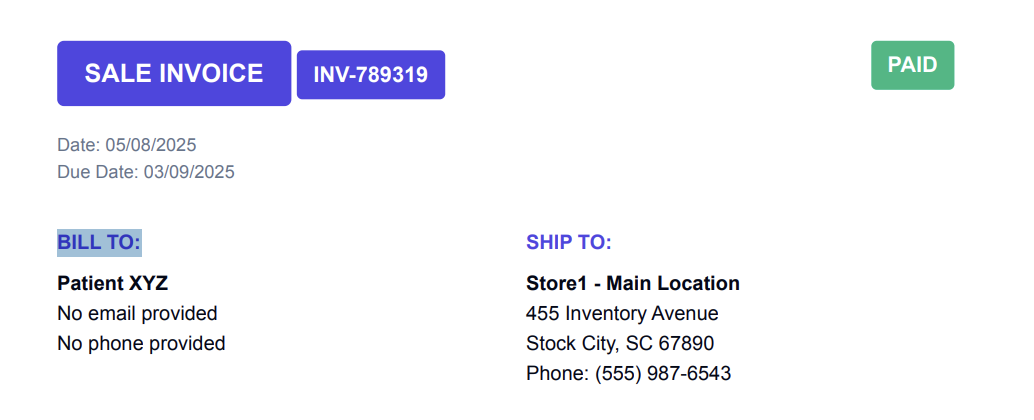 SALE INVOICE INV-789319 PAID
Date: 05/08/2025
Due Date: 03/09/2025
BILL TO:
Patient XYZ
No email provided
No phone provided
SHIP TO:
Store1 - Main Location
455 Inventory Avenue
Stock City, SC 67890
Phone: (555) 987-6543